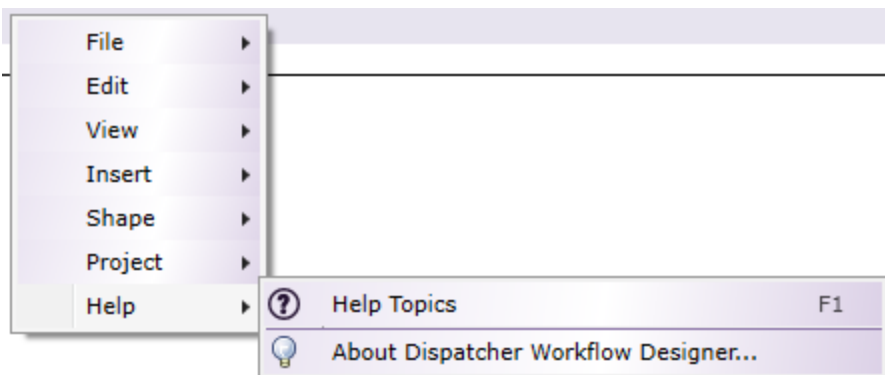 File
Edit
View
Insert
Shape
Project
Help
Help Topics F1
About Dispatcher Workflow Designer...